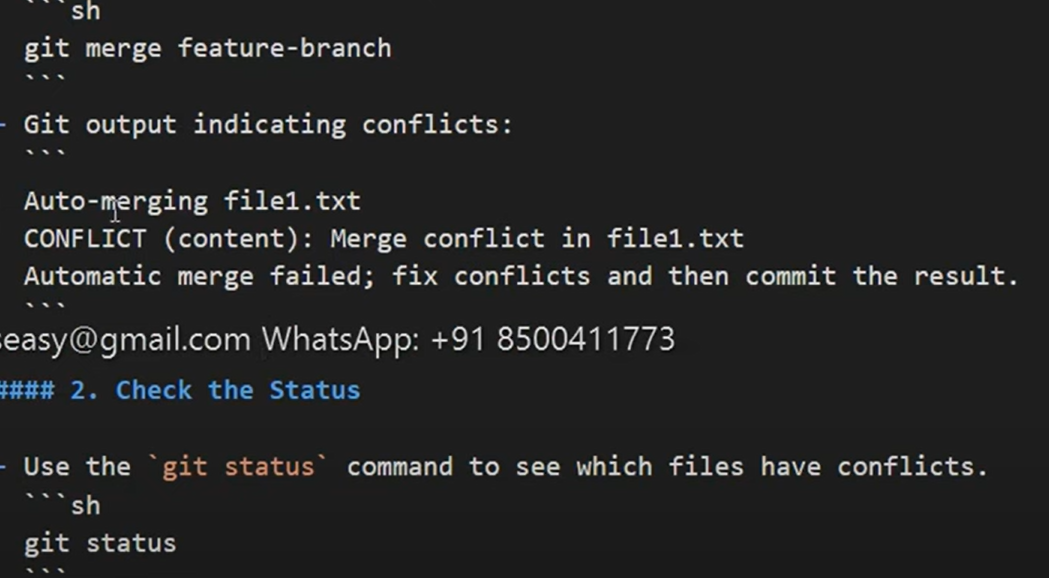 ```sh
git merge feature-branch
```
- Git output indicating conflicts:
```
Auto-merging file1.txt
CONFLICT (content): Merge conflict in file1.txt
Automatic merge failed; fix conflicts and then commit the result.
```
seasy@gmail.com WhatsApp: +91 8500411773
#### 2. Check the Status
- Use the `git status` command to see which files have conflicts.
```sh
git status
```